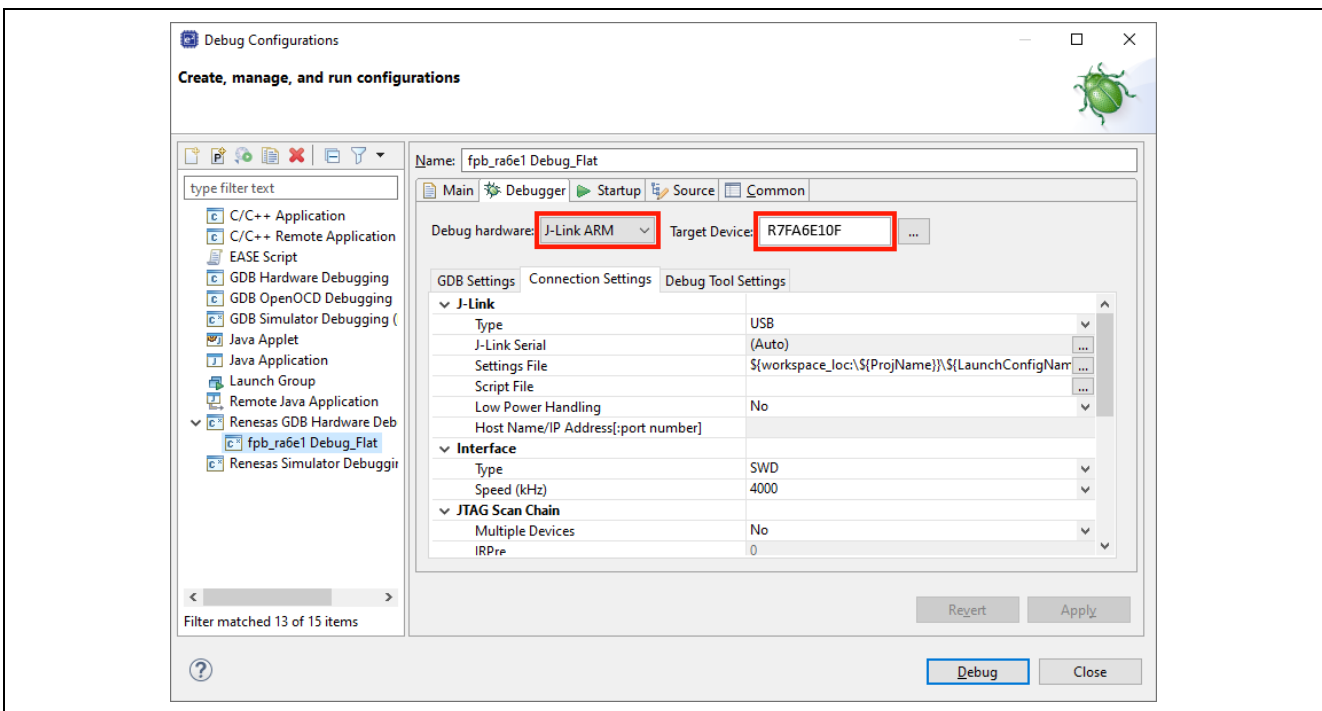 Debug Configurations
Create, manage, and run configurations
Name: fpb_ra6e1 Debug_Flat
type filter text
C/C++ Application
C/C++ Remote Application
EASE Script
GDB Hardware Debugging
GDB OpenOCD Debugging
GDB Simulator Debugging (
Java Applet
Java Application
Launch Group
Remote Java Application
Renesas GDB Hardware Deb
fpb_ra6e1 Debug_Flat
Renesas Simulator Debuggin
Filter matched 13 of 15 items
Main Debugger Startup Source Common
Debug hardware: J-Link ARM Target Device: R7FA6E10F ...
GDB Settings Connection Settings Debug Tool Settings
J-Link
Type USB
J-Link Serial (Auto) ...
Settings File ${workspace_loc:\${ProjName}}\${LaunchConfigNam ...
Script File ...
Low Power Handling No
Host Name/IP Address[:port number]
Interface
Type SWD
Speed (kHz) 4000
JTAG Scan Chain
Multiple Devices No
IRPre 0
Revert Apply
? Debug Close